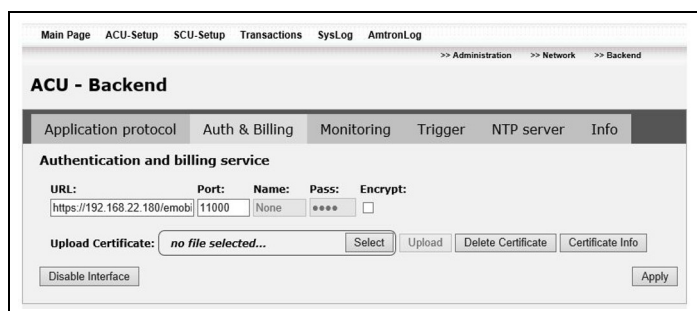 Main Page ACU-Setup SCU-Setup Transactions SysLog AmtronLog
>> Administration >> Network >> Backend
ACU - Backend
Application protocol Auth & Billing Monitoring Trigger NTP server Info
Authentication and billing service
URL: Port: Name: Pass: Encrypt:
https://192.168.22.180/emobi 11000 None ●●●●
Upload Certificate: no file selected... Select Upload Delete Certificate Certificate Info
Disable Interface Apply